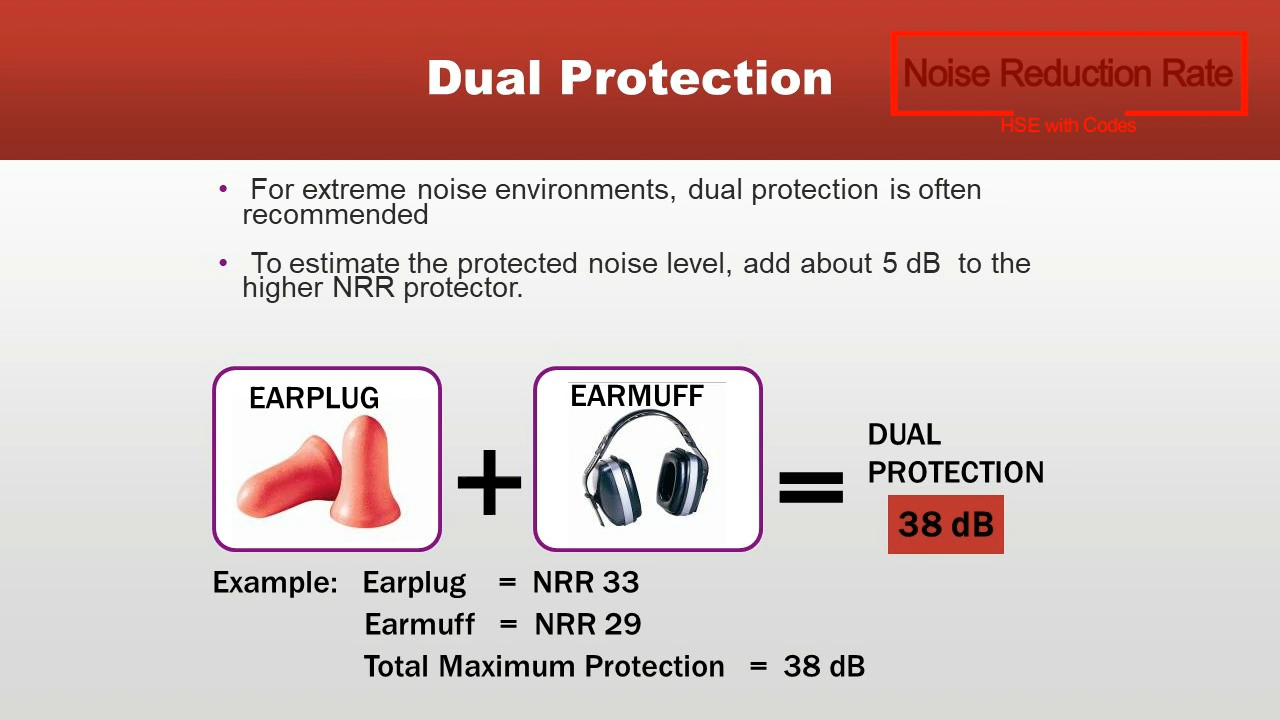 Dual Protection
Noise Reduction Rate
HSE with Codes
• For extreme noise environments, dual protection is often
recommended
• To estimate the protected noise level, add about 5 dB to the
higher NRR protector.
EARPLUG
+
EARMUFF
=
DUAL
PROTECTION
38 dB
Example: Earplug = NRR 33
Earmuff = NRR 29
Total Maximum Protection = 38 dB